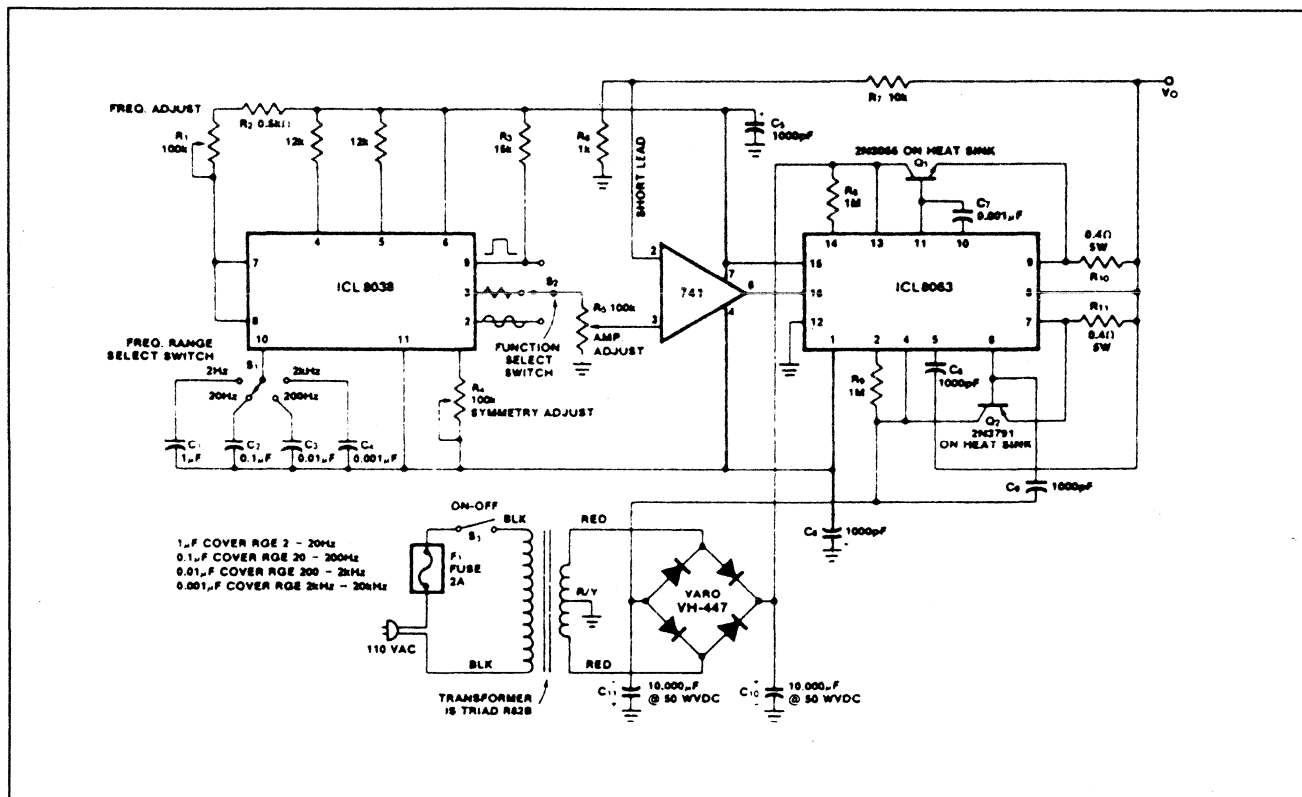 FREQ. ADJUST
R₁
100k
R₂ 0.5kΩ
12k
12k
R₃
15k
R₆
1k
SHORT LEAD
R₇ 10k
VO
C₅
1000pF
2N3055 ON HEAT SINK
Q₁
R₈
1M
C₇
0.001μF
4
5
6
7
8
9
3
2
10
11
ICL8038
S₂
FUNCTION
SELECT
SWITCH
R₅ 100k
AMP
ADJUST
2
3
741
7
6
4
14
13
11
10
15
16
12
ICL8063
9
8
7
1
2
4
5
6
0.4Ω
5W
R₁₀
R₁₁
0.4Ω
5W
FREQ. RANGE
SELECT SWITCH
S₁
2Hz
2kHz
20Hz
200Hz
C₁
1μF
C₂
0.1μF
C₃
0.01μF
C₄
0.001μF
R₄
100k
SYMMETRY ADJUST
R₉
1M
1000pF
Q₂
2N3791
ON HEAT SINK
1000pF
1000pF
1μF COVER RGE 2 - 20Hz
0.1μF COVER RGE 20 - 200Hz
0.01μF COVER RGE 200 - 2kHz
0.001μF COVER RGE 2kHz - 20kHz
ON-OFF
S₃
BLK
RED
F₁
FUSE
2A
R/Y
VARO
VH-447
110 VAC
BLK
RED
TRANSFORMER
IS TRIAD R62B
C₁₁
10,000μF
@ 50 WVDC
C₁₀
10,000μF
@ 50 WVDC